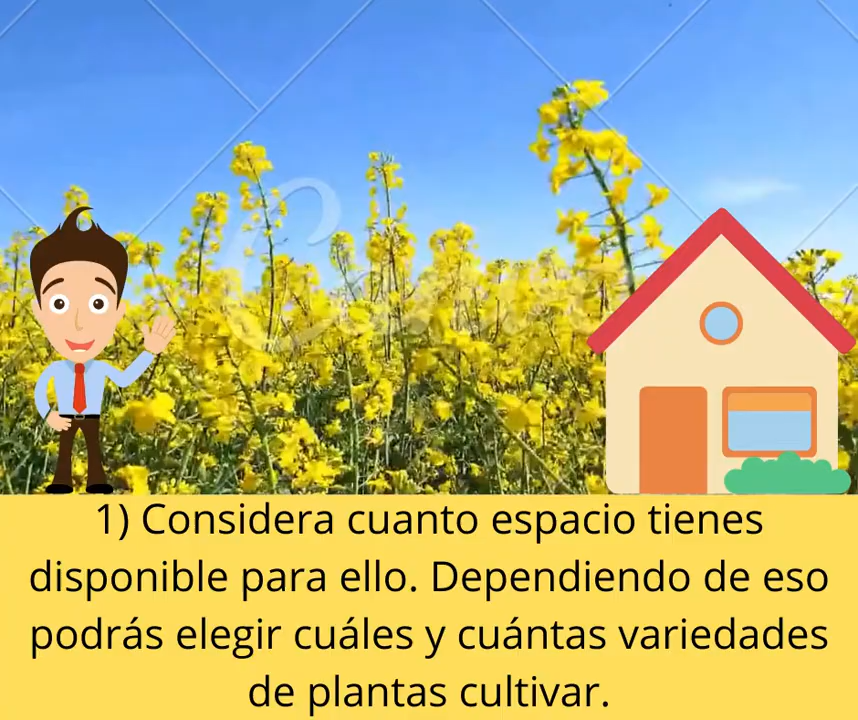 Canva
1) Considera cuanto espacio tienes
disponible para ello. Dependiendo de eso
podrás elegir cuáles y cuántas variedades
de plantas cultivar.